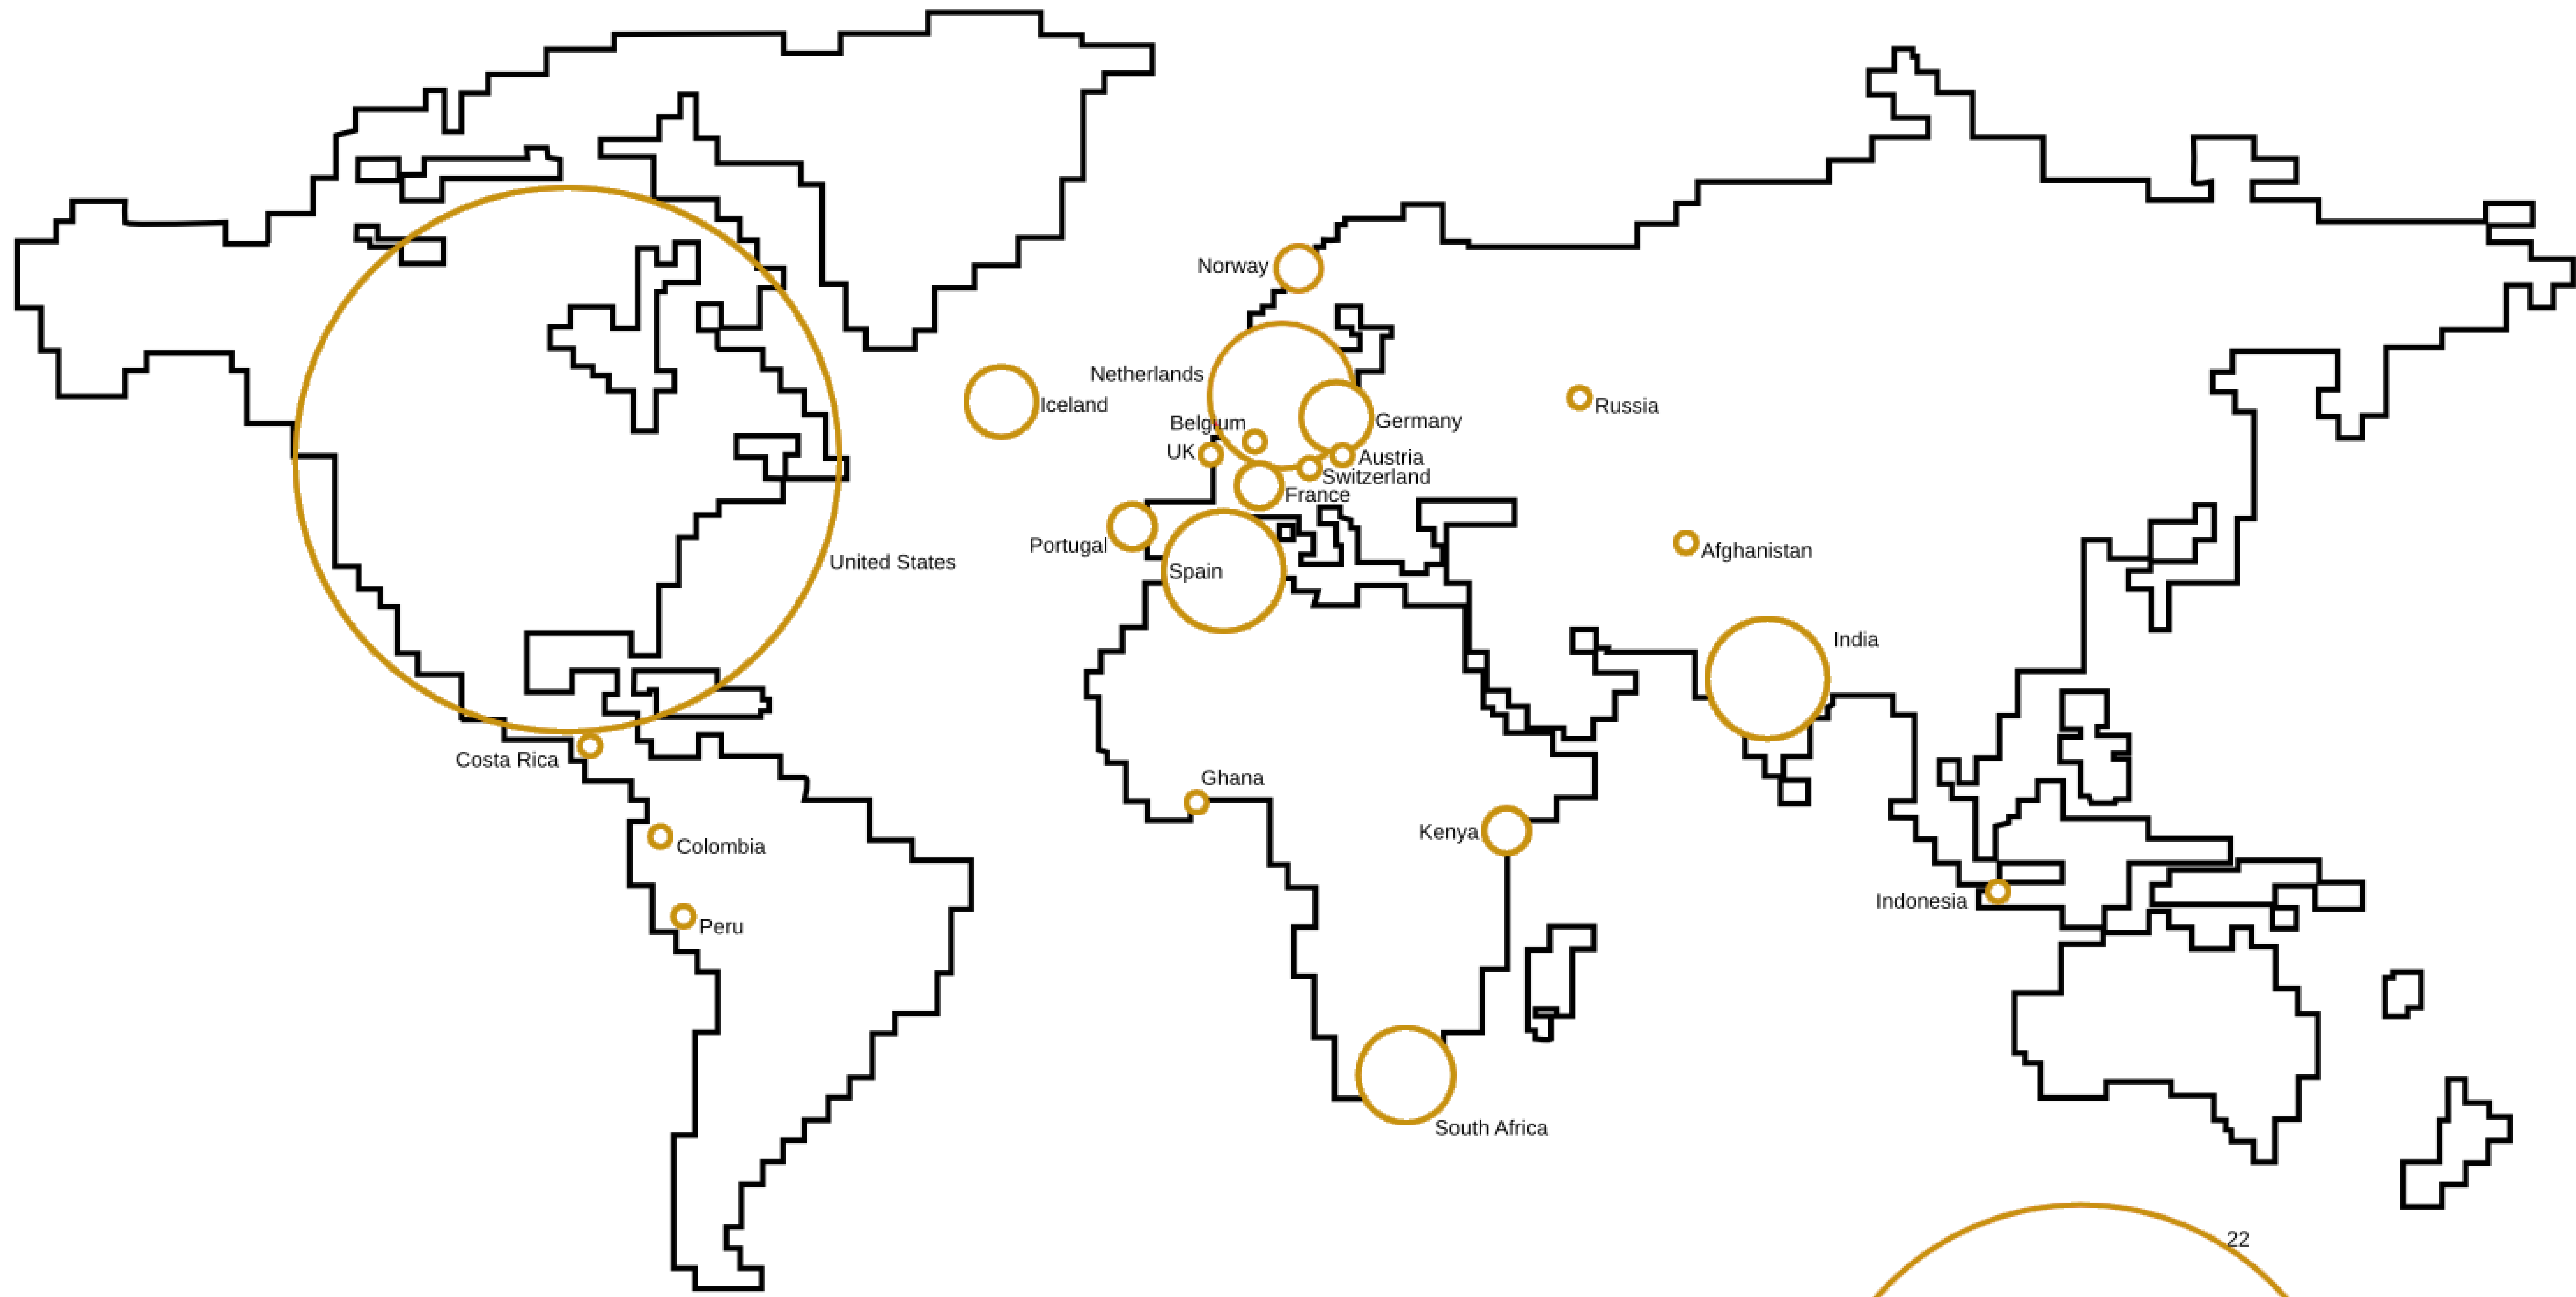 Norway
Netherlands
Iceland
Russia
Belgium
Germany
UK
Austria
Switzerland
France
Portugal
Afghanistan
United States
Spain
India
Costa Rica
Ghana
Kenya
Colombia
Indonesia
Peru
South Africa
22